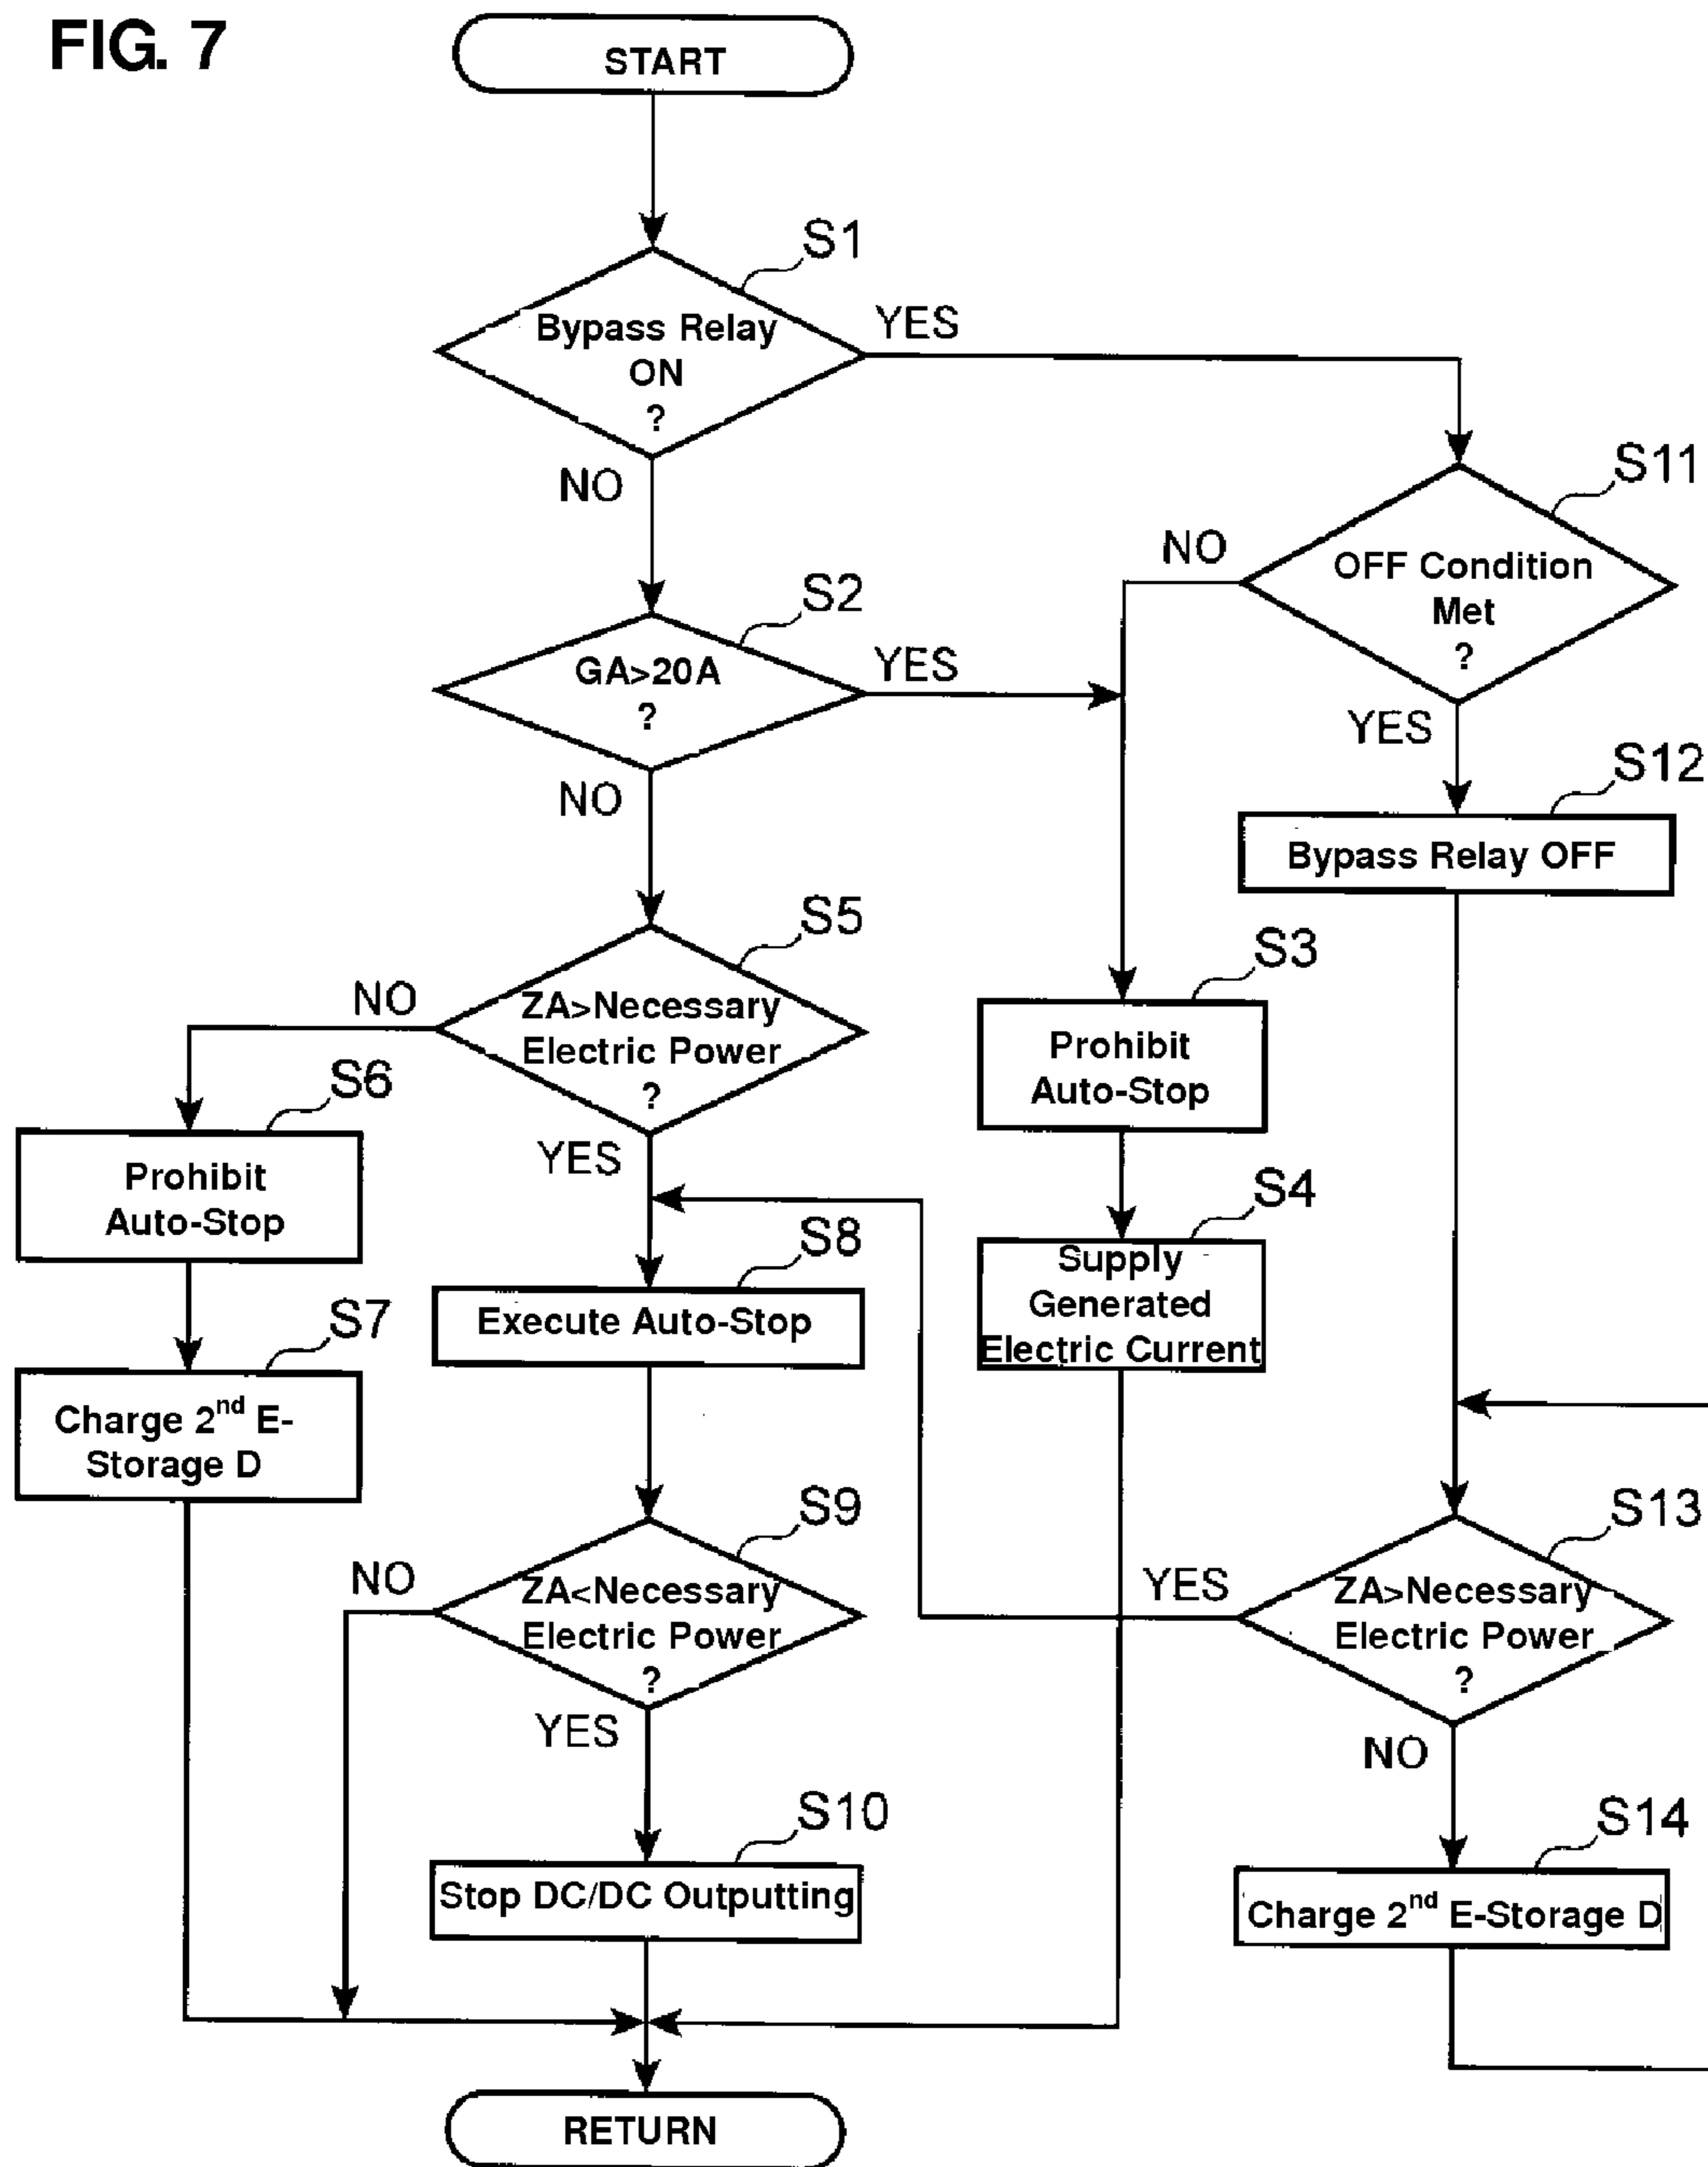 FIG. 7
START
S1
Bypass Relay
ON
?
YES
NO
S11
OFF Condition
Met
?
NO
YES
S2
GA>20A
?
YES
NO
S12
Bypass Relay OFF
S5
ZA>Necessary
Electric Power
?
NO
YES
S3
Prohibit
Auto-Stop
S6
Prohibit
Auto-Stop
S4
Supply
Generated
Electric Current
S8
Execute Auto-Stop
S7
Charge 2nd E-
Storage D
S9
ZA<Necessary
Electric Power
?
NO
YES
S13
ZA>Necessary
Electric Power
?
YES
NO
S10
Stop DC/DC Outputting
S14
Charge 2nd E-Storage D
RETURN